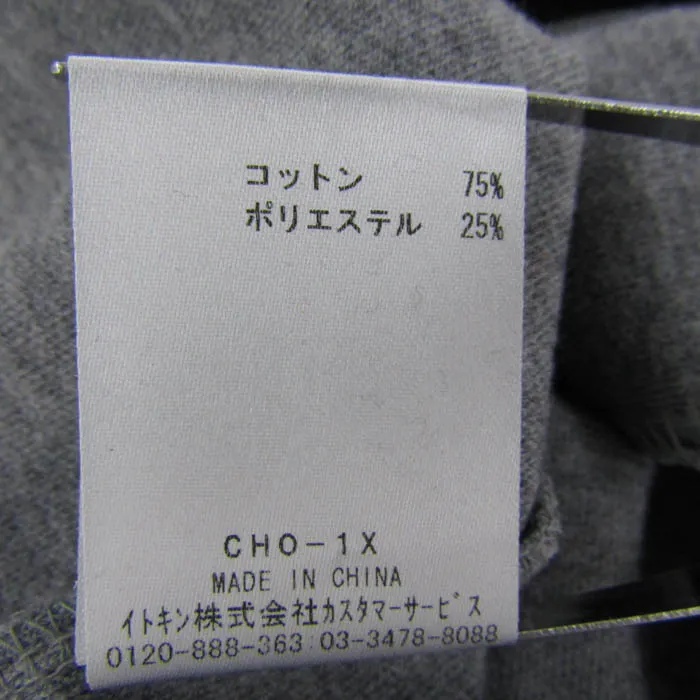 コットン 75%
ポリエステル 25%
CHO-1X
MADE IN CHINA
イトキン株式会社カスタマーサービス
0120-888-363 03-3478-8088